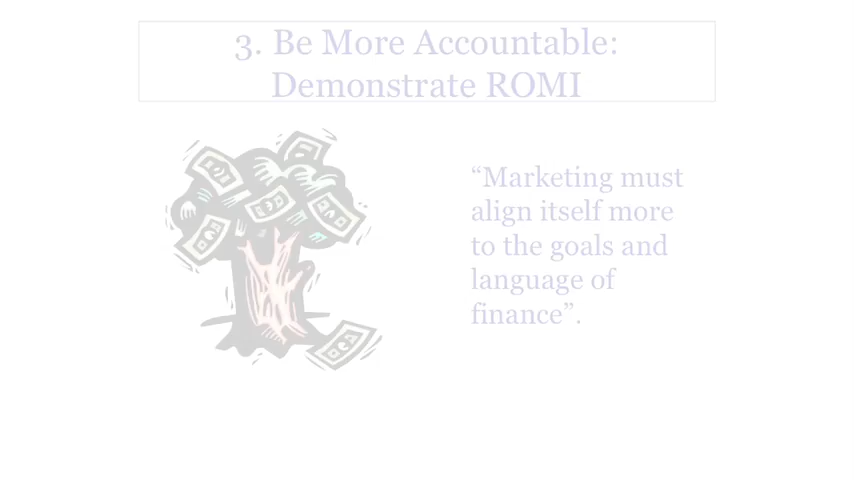 3. Be More Accountable:
Demonstrate ROMI
“Marketing must
align itself more
to the goals and
language of
finance”.